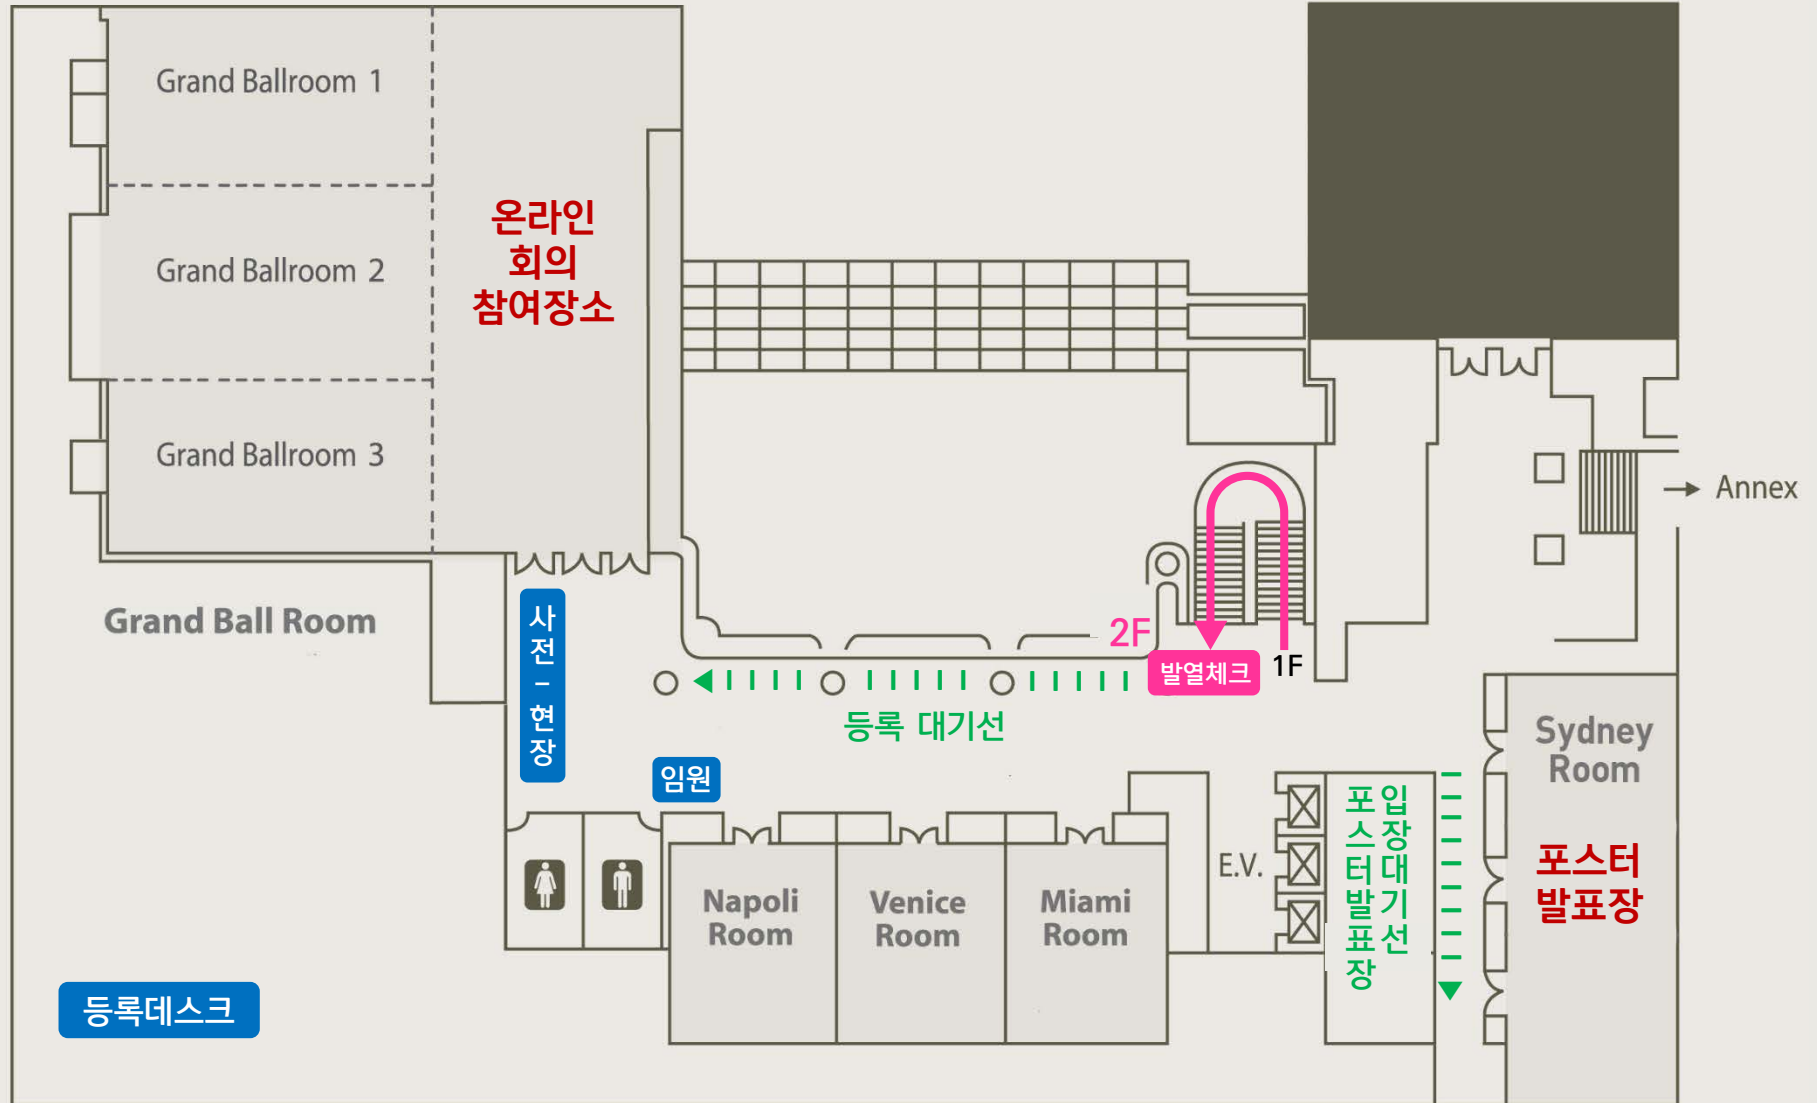 Grand Ballroom 1
Grand Ballroom 2
Grand Ballroom 3
온라인
회의
참여장소
Annex
Grand Ball Room
사전-현장
2F
발열체크
1F
등록 대기선
임원
Sydney
Room
포스터
발표장
E.V.
포스터발표장
입장대기선
Napoli
Room
Venice
Room
Miami
Room
등록데스크